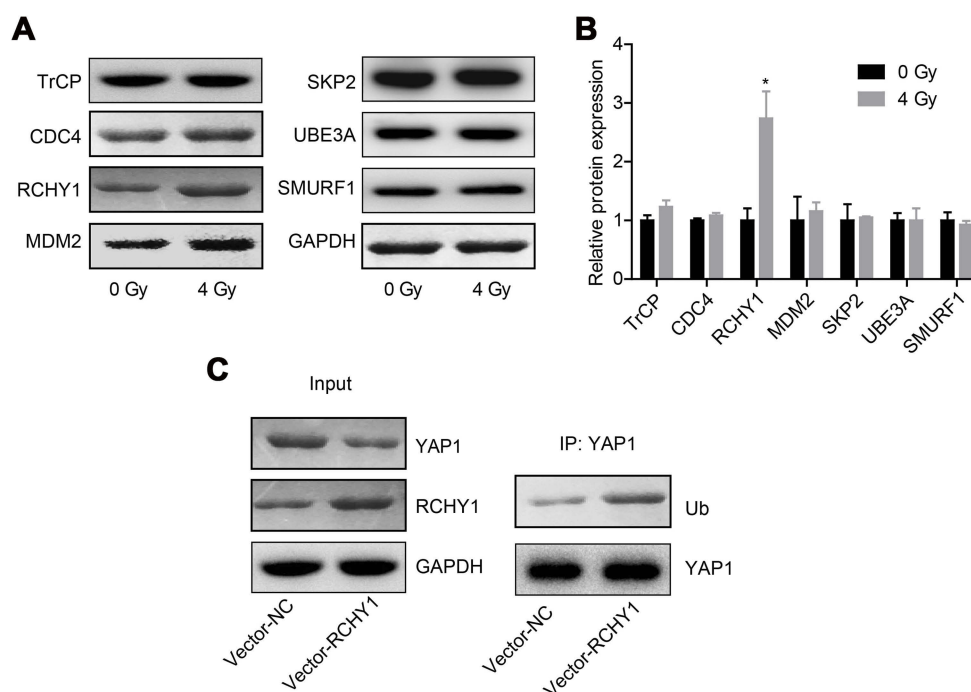 A
TrCP
CDC4
RCHY1
MDM2
0 Gy
4 Gy
SKP2
UBE3A
SMURF1
GAPDH
0 Gy
4 Gy
B
Relative protein expression
4
3
2
1
0
*
0 Gy
4 Gy
TrCP
CDC4
RCHY1
MDM2
SKP2
UBE3A
SMURF1
C
Input
YAP1
RCHY1
GAPDH
Vector-NC
Vector-RCHY1
IP: YAP1
Ub
YAP1
Vector-NC
Vector-RCHY1